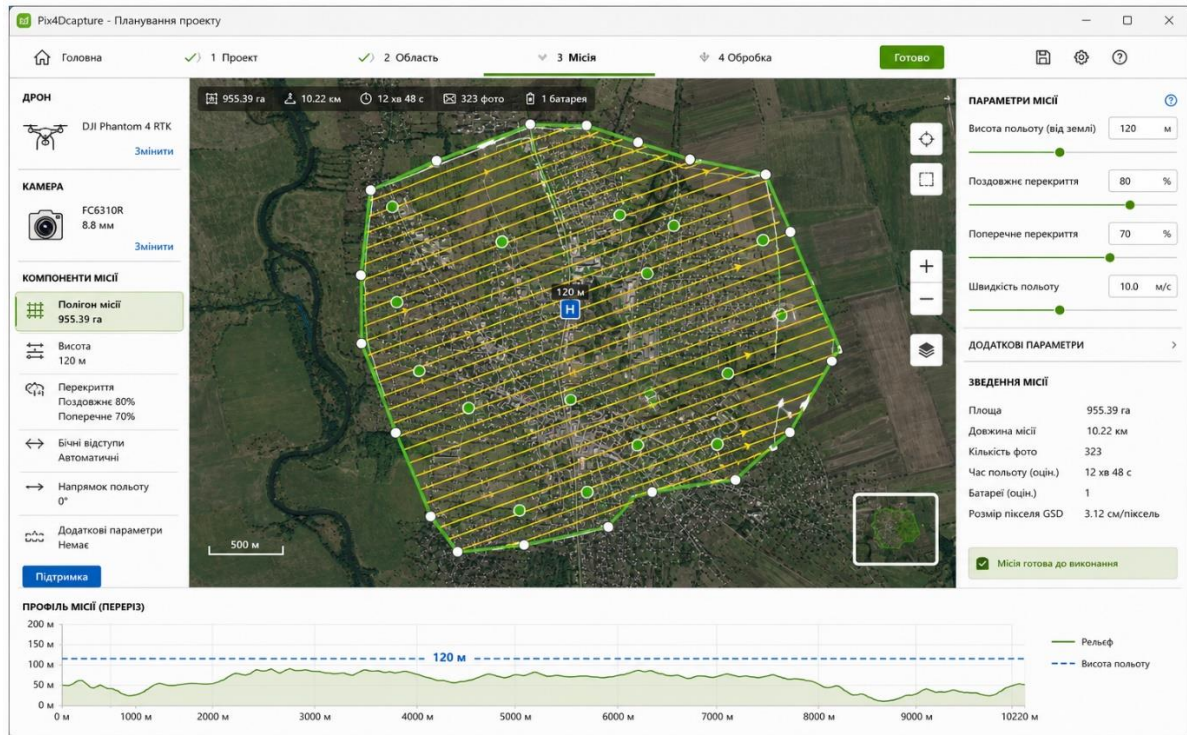 Pix4Dcapture - Планування проекту
Головна
1 Проект
2 Область
3 Місія
4 Обробка
Готово
ДРОН
DJI Phantom 4 RTK
Змінити
КАМЕРА
FC6310R
8.8 мм
Змінити
КОМПОНЕНТИ МІСІЇ
Полігон місії
955.39 га
Висота
120 м
Перекриття
Поздовжнє 80%
Поперечне 70%
Бічні відступи
Автоматичні
Напрямок польоту
0°
Додаткові параметри
Немає
Підтримка
955.39 га
10.22 км
12 хв 48 с
323 фото
1 батарея
120 м
H
500 м
ПАРАМЕТРИ МІСІЇ
Висота польоту (від землі) 120 м
Поздовжнє перекриття 80 %
Поперечне перекриття 70 %
Швидкість польоту 10.0 м/с
ДОДАТКОВІ ПАРАМЕТРИ
ЗВЕДЕННЯ МІСІЇ
Площа 955.39 га
Довжина місії 10.22 км
Кількість фото 323
Час польоту (оцін.) 12 хв 48 с
Батареї (оцін.) 1
Розмір пікселя GSD 3.12 см/піксель
Місія готова до виконання
ПРОФІЛЬ МІСІЇ (ПЕРЕРІЗ)
200 м
150 м
100 м
50 м
0 м
120 м
0 м 1000 м 2000 м 3000 м 4000 м 5000 м 6000 м 7000 м 8000 м 9000 м 10220 м
Рельєф
Висота польоту